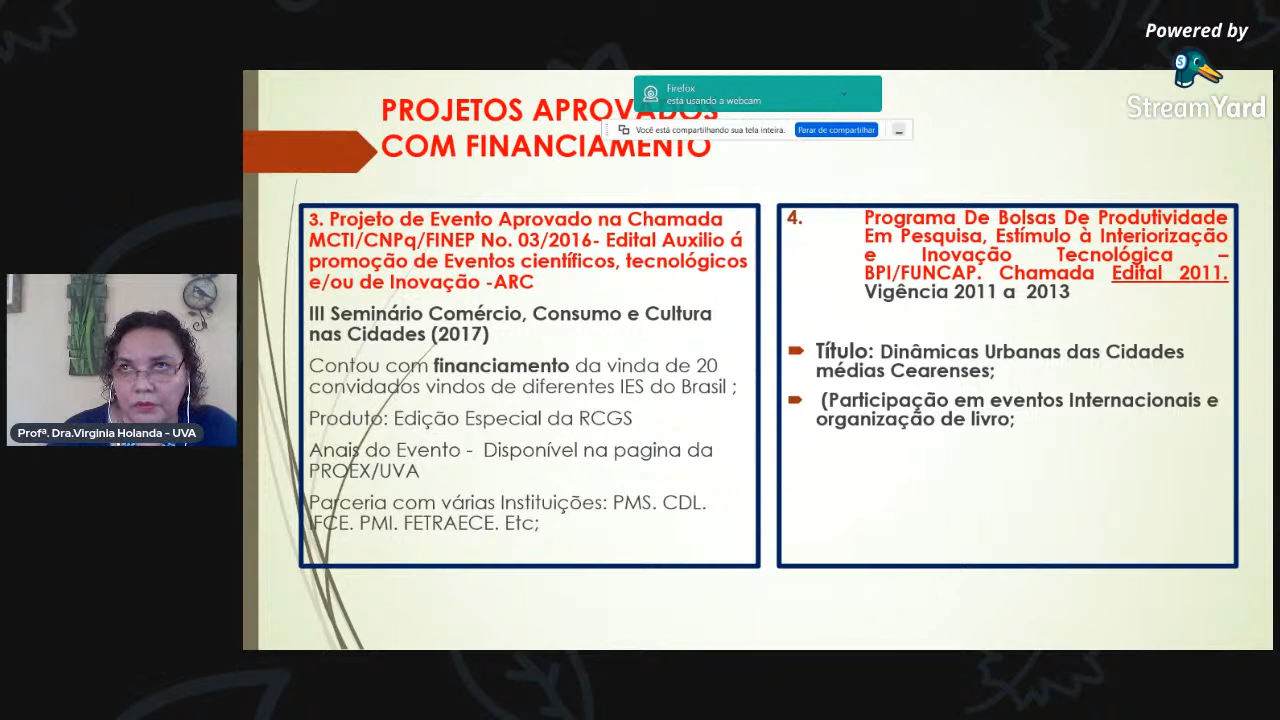 Powered by
StreamYard
Firefox
está usando a webcam
Você está compartilhando sua tela inteira.
Parar de compartilhar
PROJETOS APROVADOS
COM FINANCIAMENTO
3. Projeto de Evento Aprovado na Chamada
MCTI/CNPq/FINEP No. 03/2016- Edital Auxilio á
promoção de Eventos científicos, tecnológicos
e/ou de Inovação -ARC
III Seminário Comércio, Consumo e Cultura
nas Cidades (2017)
Contou com financiamento da vinda de 20
convidados vindos de diferentes IES do Brasil ;
Produto: Edição Especial da RCGS
Anais do Evento - Disponível na pagina da
PROEX/UVA
Parceria com várias Instituições: PMS. CDL.
IFCE. PMI. FETRAECE. Etc;
4. Programa De Bolsas De Produtividade
Em Pesquisa, Estímulo à Interiorização
e Inovação Tecnológica –
BPI/FUNCAP. Chamada Edital 2011.
Vigência 2011 a 2013
Título: Dinâmicas Urbanas das Cidades
médias Cearenses;
(Participação em eventos Internacionais e
organização de livro;
Profª. Dra.Virginia Holanda - UVA